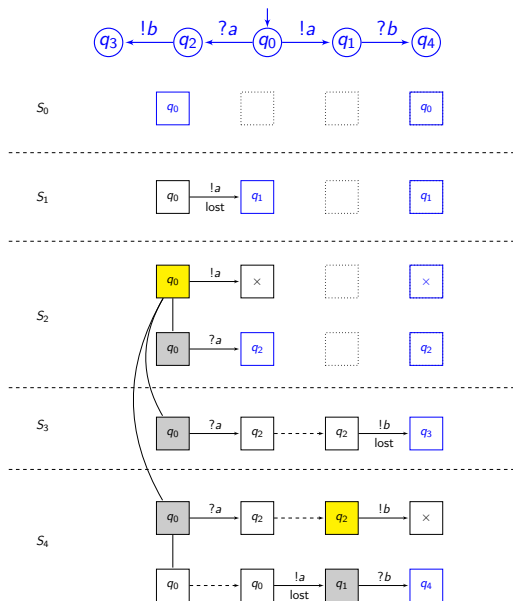 !b ?a !a ?b
q3 q2 q0 q1 q4
S0 q0 q0
!a
S1 q0 q1 q1
lost
!a
q0 × ×
S2
?a
q0 q2 q2
?a !b
S3 q0 q2 q2 q3
lost
?a !b
q0 q2 q2 ×
S4
!a ?b
q0 q0 q1 q4
lost